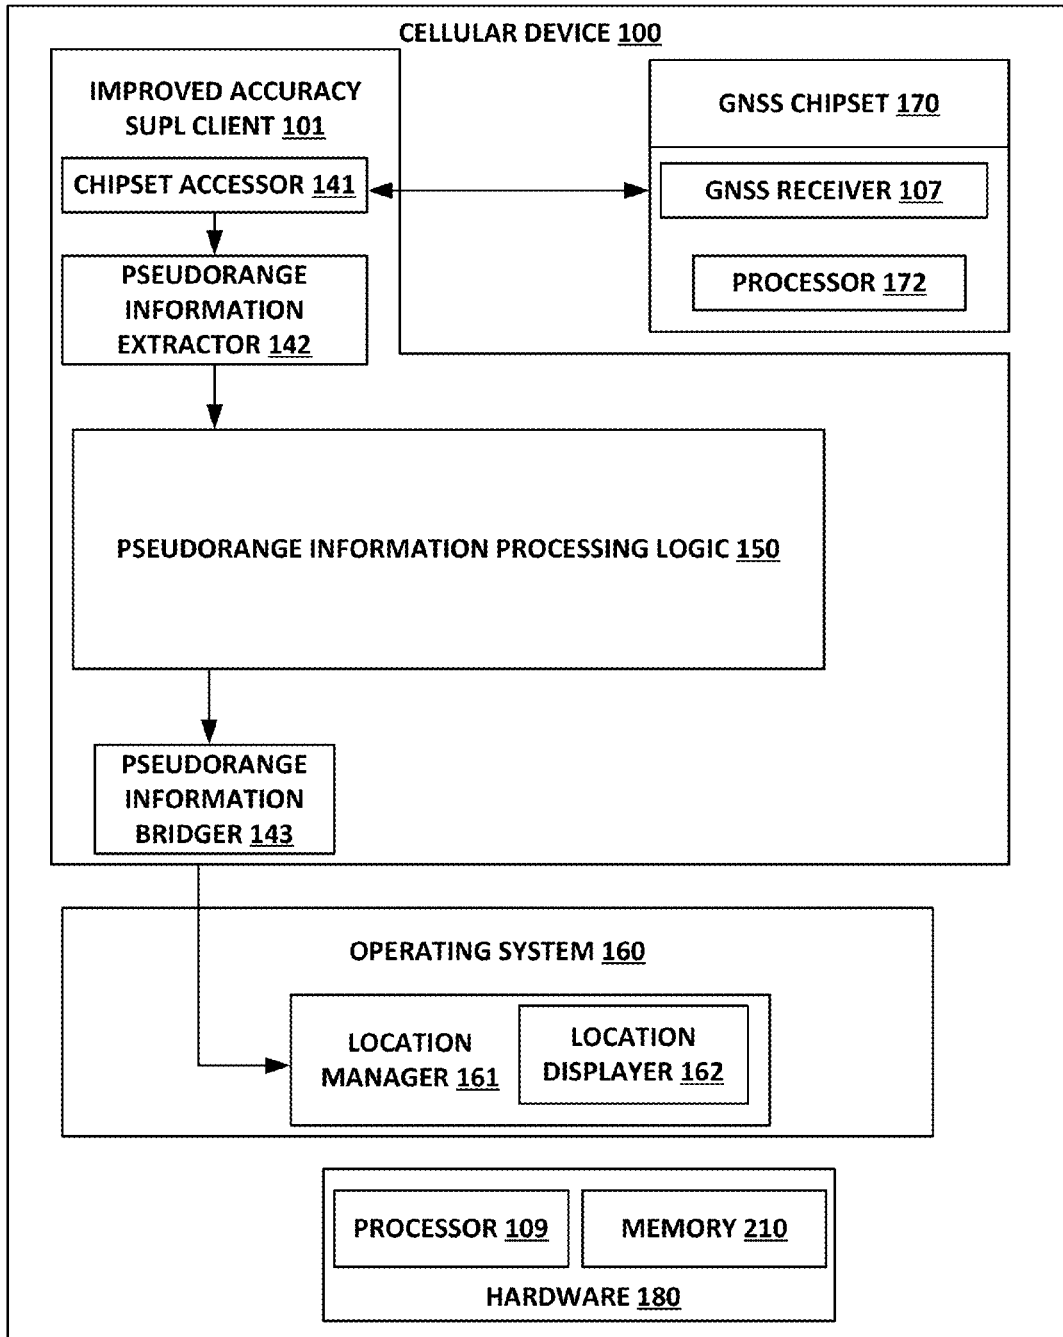 CELLULAR DEVICE 100
IMPROVED ACCURACY
SUPL CLIENT 101
CHIPSET ACCESSOR 141
PSEUDORANGE
INFORMATION
EXTRACTOR 142
GNSS CHIPSET 170
GNSS RECEIVER 107
PROCESSOR 172
PSEUDORANGE INFORMATION PROCESSING LOGIC 150
PSEUDORANGE
INFORMATION
BRIDGER 143
OPERATING SYSTEM 160
LOCATION
MANAGER 161
LOCATION
DISPLAYER 162
PROCESSOR 109
MEMORY 210
HARDWARE 180